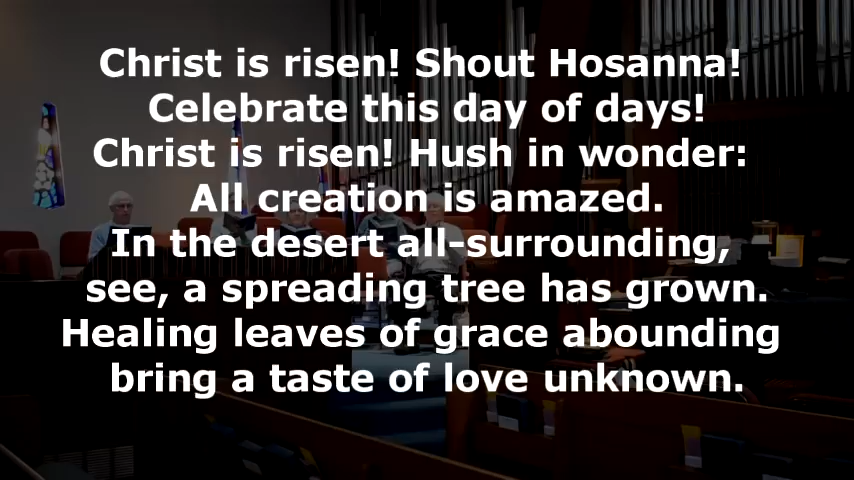 Christ is risen! Shout Hosanna!
Celebrate this day of days!
Christ is risen! Hush in wonder:
All creation is amazed.
In the desert all-surrounding,
see, a spreading tree has grown.
Healing leaves of grace abounding
bring a taste of love unknown.